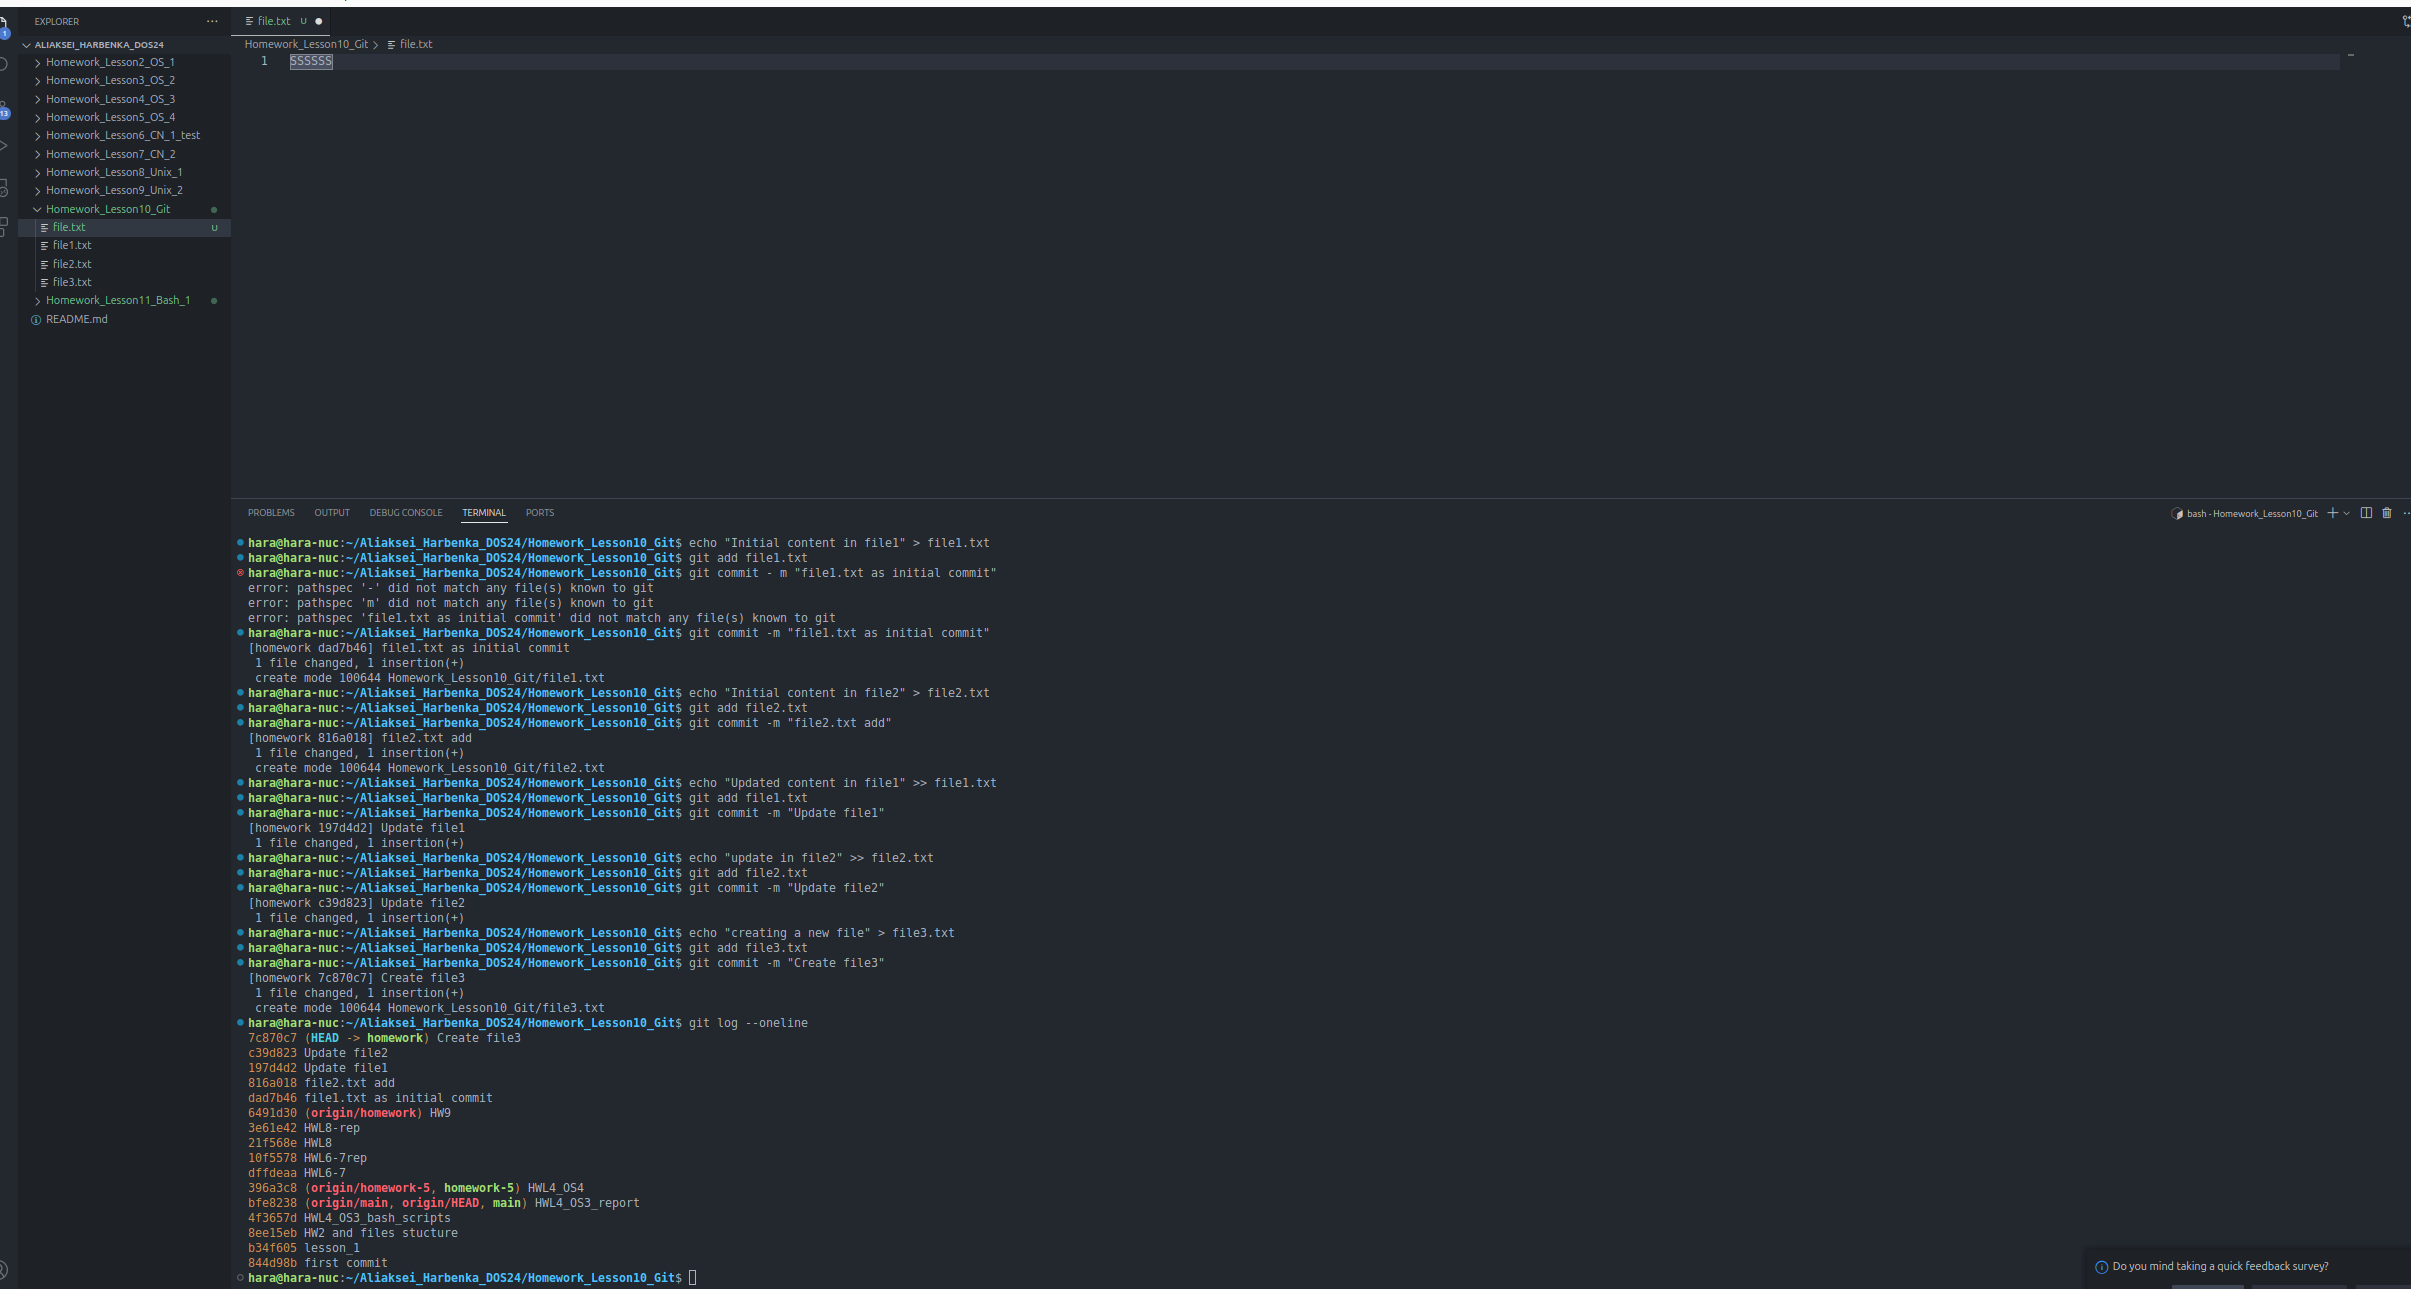 EXPLORER
ALIAKSEI_HARBENKA_DOS24
Homework_Lesson2_OS_1
Homework_Lesson3_OS_2
Homework_Lesson4_OS_3
Homework_Lesson5_OS_4
Homework_Lesson6_CN_1_test
Homework_Lesson7_CN_2
Homework_Lesson8_Unix_1
Homework_Lesson9_Unix_2
Homework_Lesson10_Git
file.txt U
file1.txt
file2.txt
file3.txt
Homework_Lesson11_Bash_1
README.md
1
13
file.txt U
Homework_Lesson10_Git > file.txt
1 SSSSSS
PROBLEMS OUTPUT DEBUG CONSOLE TERMINAL PORTS
bash - Homework_Lesson10_Git
hara@hara-nuc:~/Aliaksei_Harbenka_DOS24/Homework_Lesson10_Git$ echo "Initial content in file1" > file1.txt
hara@hara-nuc:~/Aliaksei_Harbenka_DOS24/Homework_Lesson10_Git$ git add file1.txt
hara@hara-nuc:~/Aliaksei_Harbenka_DOS24/Homework_Lesson10_Git$ git commit - m "file1.txt as initial commit"
error: pathspec '-' did not match any file(s) known to git
error: pathspec 'm' did not match any file(s) known to git
error: pathspec 'file1.txt as initial commit' did not match any file(s) known to git
hara@hara-nuc:~/Aliaksei_Harbenka_DOS24/Homework_Lesson10_Git$ git commit -m "file1.txt as initial commit"
[homework dad7b46] file1.txt as initial commit
1 file changed, 1 insertion(+)
create mode 100644 Homework_Lesson10_Git/file1.txt
hara@hara-nuc:~/Aliaksei_Harbenka_DOS24/Homework_Lesson10_Git$ echo "Initial content in file2" > file2.txt
hara@hara-nuc:~/Aliaksei_Harbenka_DOS24/Homework_Lesson10_Git$ git add file2.txt
hara@hara-nuc:~/Aliaksei_Harbenka_DOS24/Homework_Lesson10_Git$ git commit -m "file2.txt add"
[homework 816a018] file2.txt add
1 file changed, 1 insertion(+)
create mode 100644 Homework_Lesson10_Git/file2.txt
hara@hara-nuc:~/Aliaksei_Harbenka_DOS24/Homework_Lesson10_Git$ echo "Updated content in file1" >> file1.txt
hara@hara-nuc:~/Aliaksei_Harbenka_DOS24/Homework_Lesson10_Git$ git add file1.txt
hara@hara-nuc:~/Aliaksei_Harbenka_DOS24/Homework_Lesson10_Git$ git commit -m "Update file1"
[homework 197d4d2] Update file1
1 file changed, 1 insertion(+)
hara@hara-nuc:~/Aliaksei_Harbenka_DOS24/Homework_Lesson10_Git$ echo "update in file2" >> file2.txt
hara@hara-nuc:~/Aliaksei_Harbenka_DOS24/Homework_Lesson10_Git$ git add file2.txt
hara@hara-nuc:~/Aliaksei_Harbenka_DOS24/Homework_Lesson10_Git$ git commit -m "Update file2"
[homework c39d823] Update file2
1 file changed, 1 insertion(+)
hara@hara-nuc:~/Aliaksei_Harbenka_DOS24/Homework_Lesson10_Git$ echo "creating a new file" > file3.txt
hara@hara-nuc:~/Aliaksei_Harbenka_DOS24/Homework_Lesson10_Git$ git add file3.txt
hara@hara-nuc:~/Aliaksei_Harbenka_DOS24/Homework_Lesson10_Git$ git commit -m "Create file3"
[homework 7c870c7] Create file3
1 file changed, 1 insertion(+)
create mode 100644 Homework_Lesson10_Git/file3.txt
hara@hara-nuc:~/Aliaksei_Harbenka_DOS24/Homework_Lesson10_Git$ git log --oneline
7c870c7 (HEAD -> homework) Create file3
c39d823 Update file2
197d4d2 Update file1
816a018 file2.txt add
dad7b46 file1.txt as initial commit
6491d30 (origin/homework) HW9
3e61e42 HWL8-rep
21f568e HWL8
10f5578 HWL6-7rep
dffdeaa HWL6-7
396a3c8 (origin/homework-5, homework-5) HWL4_OS4
bfe8238 (origin/main, origin/HEAD, main) HWL4_OS3_report
4f3657d HWL4_OS3_bash_scripts
8ee15eb HW2 and files stucture
b34f605 lesson_1
844d98b first commit
hara@hara-nuc:~/Aliaksei_Harbenka_DOS24/Homework_Lesson10_Git$
Do you mind taking a quick feedback survey?